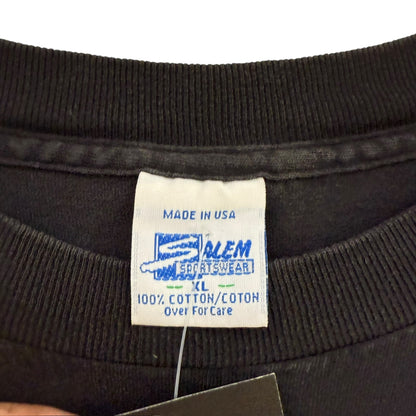 MADE IN USA
SALEM
SPORTSWEAR
XL
100% COTTON/COTON
Over For Care